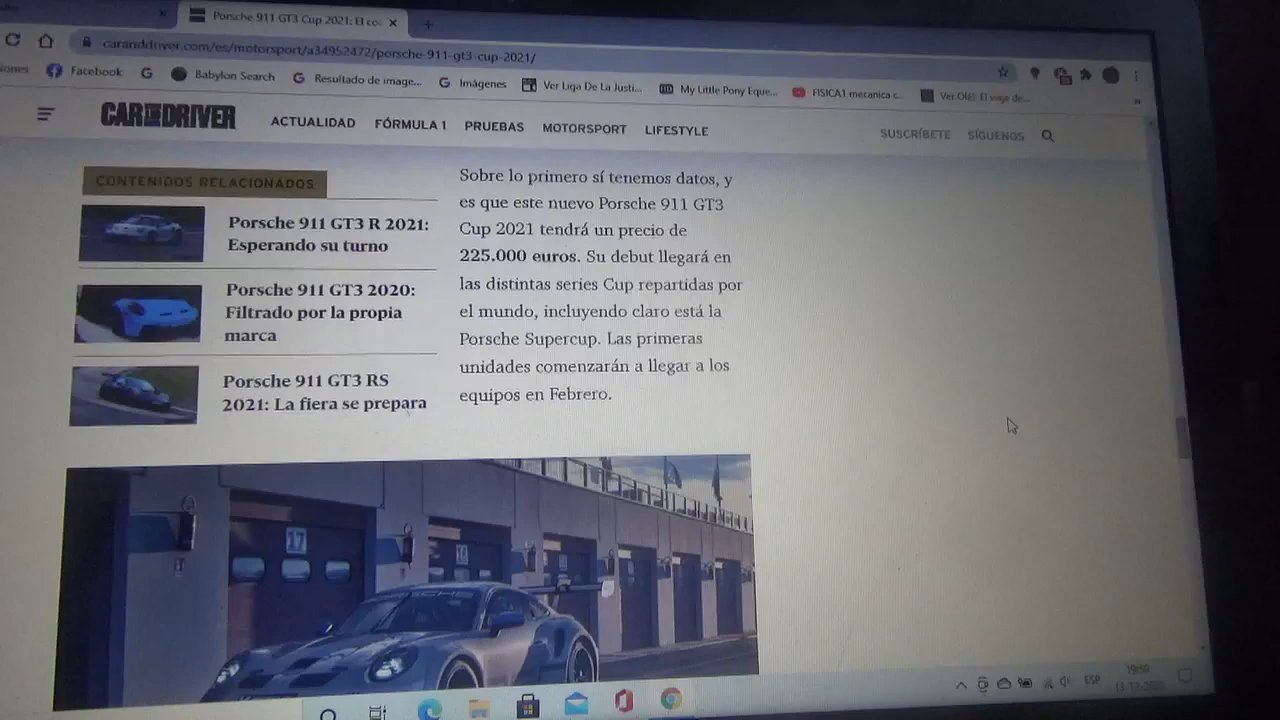 Porsche 911 GT3 Cup 2021: El co
caranddriver.com/es/motorsport/a34952472/porsche-911-gt3-cup-2021/
iones Facebook Babylon Search Resultado de image... Imágenes Ver Liga De La Justi... My Little Pony Eque... FISICA1 mecanica c... Ver Olé: El viaje de...
CAR AND DRIVER ACTUALIDAD FÓRMULA 1 PRUEBAS MOTORSPORT LIFESTYLE SUSCRÍBETE SÍGUENOS
CONTENIDOS RELACIONADOS
Porsche 911 GT3 R 2021:
Esperando su turno
Porsche 911 GT3 2020:
Filtrado por la propia
marca
Porsche 911 GT3 RS
2021: La fiera se prepara
Sobre lo primero sí tenemos datos, y
es que este nuevo Porsche 911 GT3
Cup 2021 tendrá un precio de
225.000 euros. Su debut llegará en
las distintas series Cup repartidas por
el mundo, incluyendo claro está la
Porsche Supercup. Las primeras
unidades comenzarán a llegar a los
equipos en Febrero.
17
PORSCHE
ESP